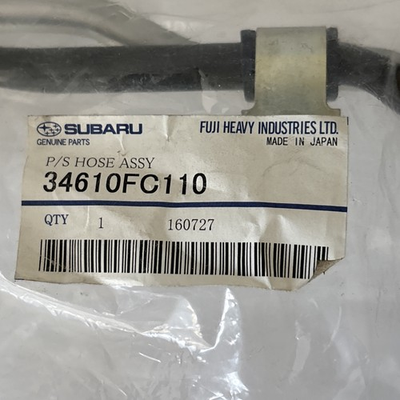 SUBARU FUJI HEAVY INDUSTRIES LTD.
GENUINE PARTS MADE IN JAPAN
P/S HOSE ASSY
34610FC110
QTY 1 160727